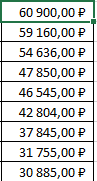 60 900,00 ₽
59 160,00 ₽
54 636,00 ₽
47 850,00 ₽
46 545,00 ₽
42 804,00 ₽
37 845,00 ₽
31 755,00 ₽
30 885,00 ₽